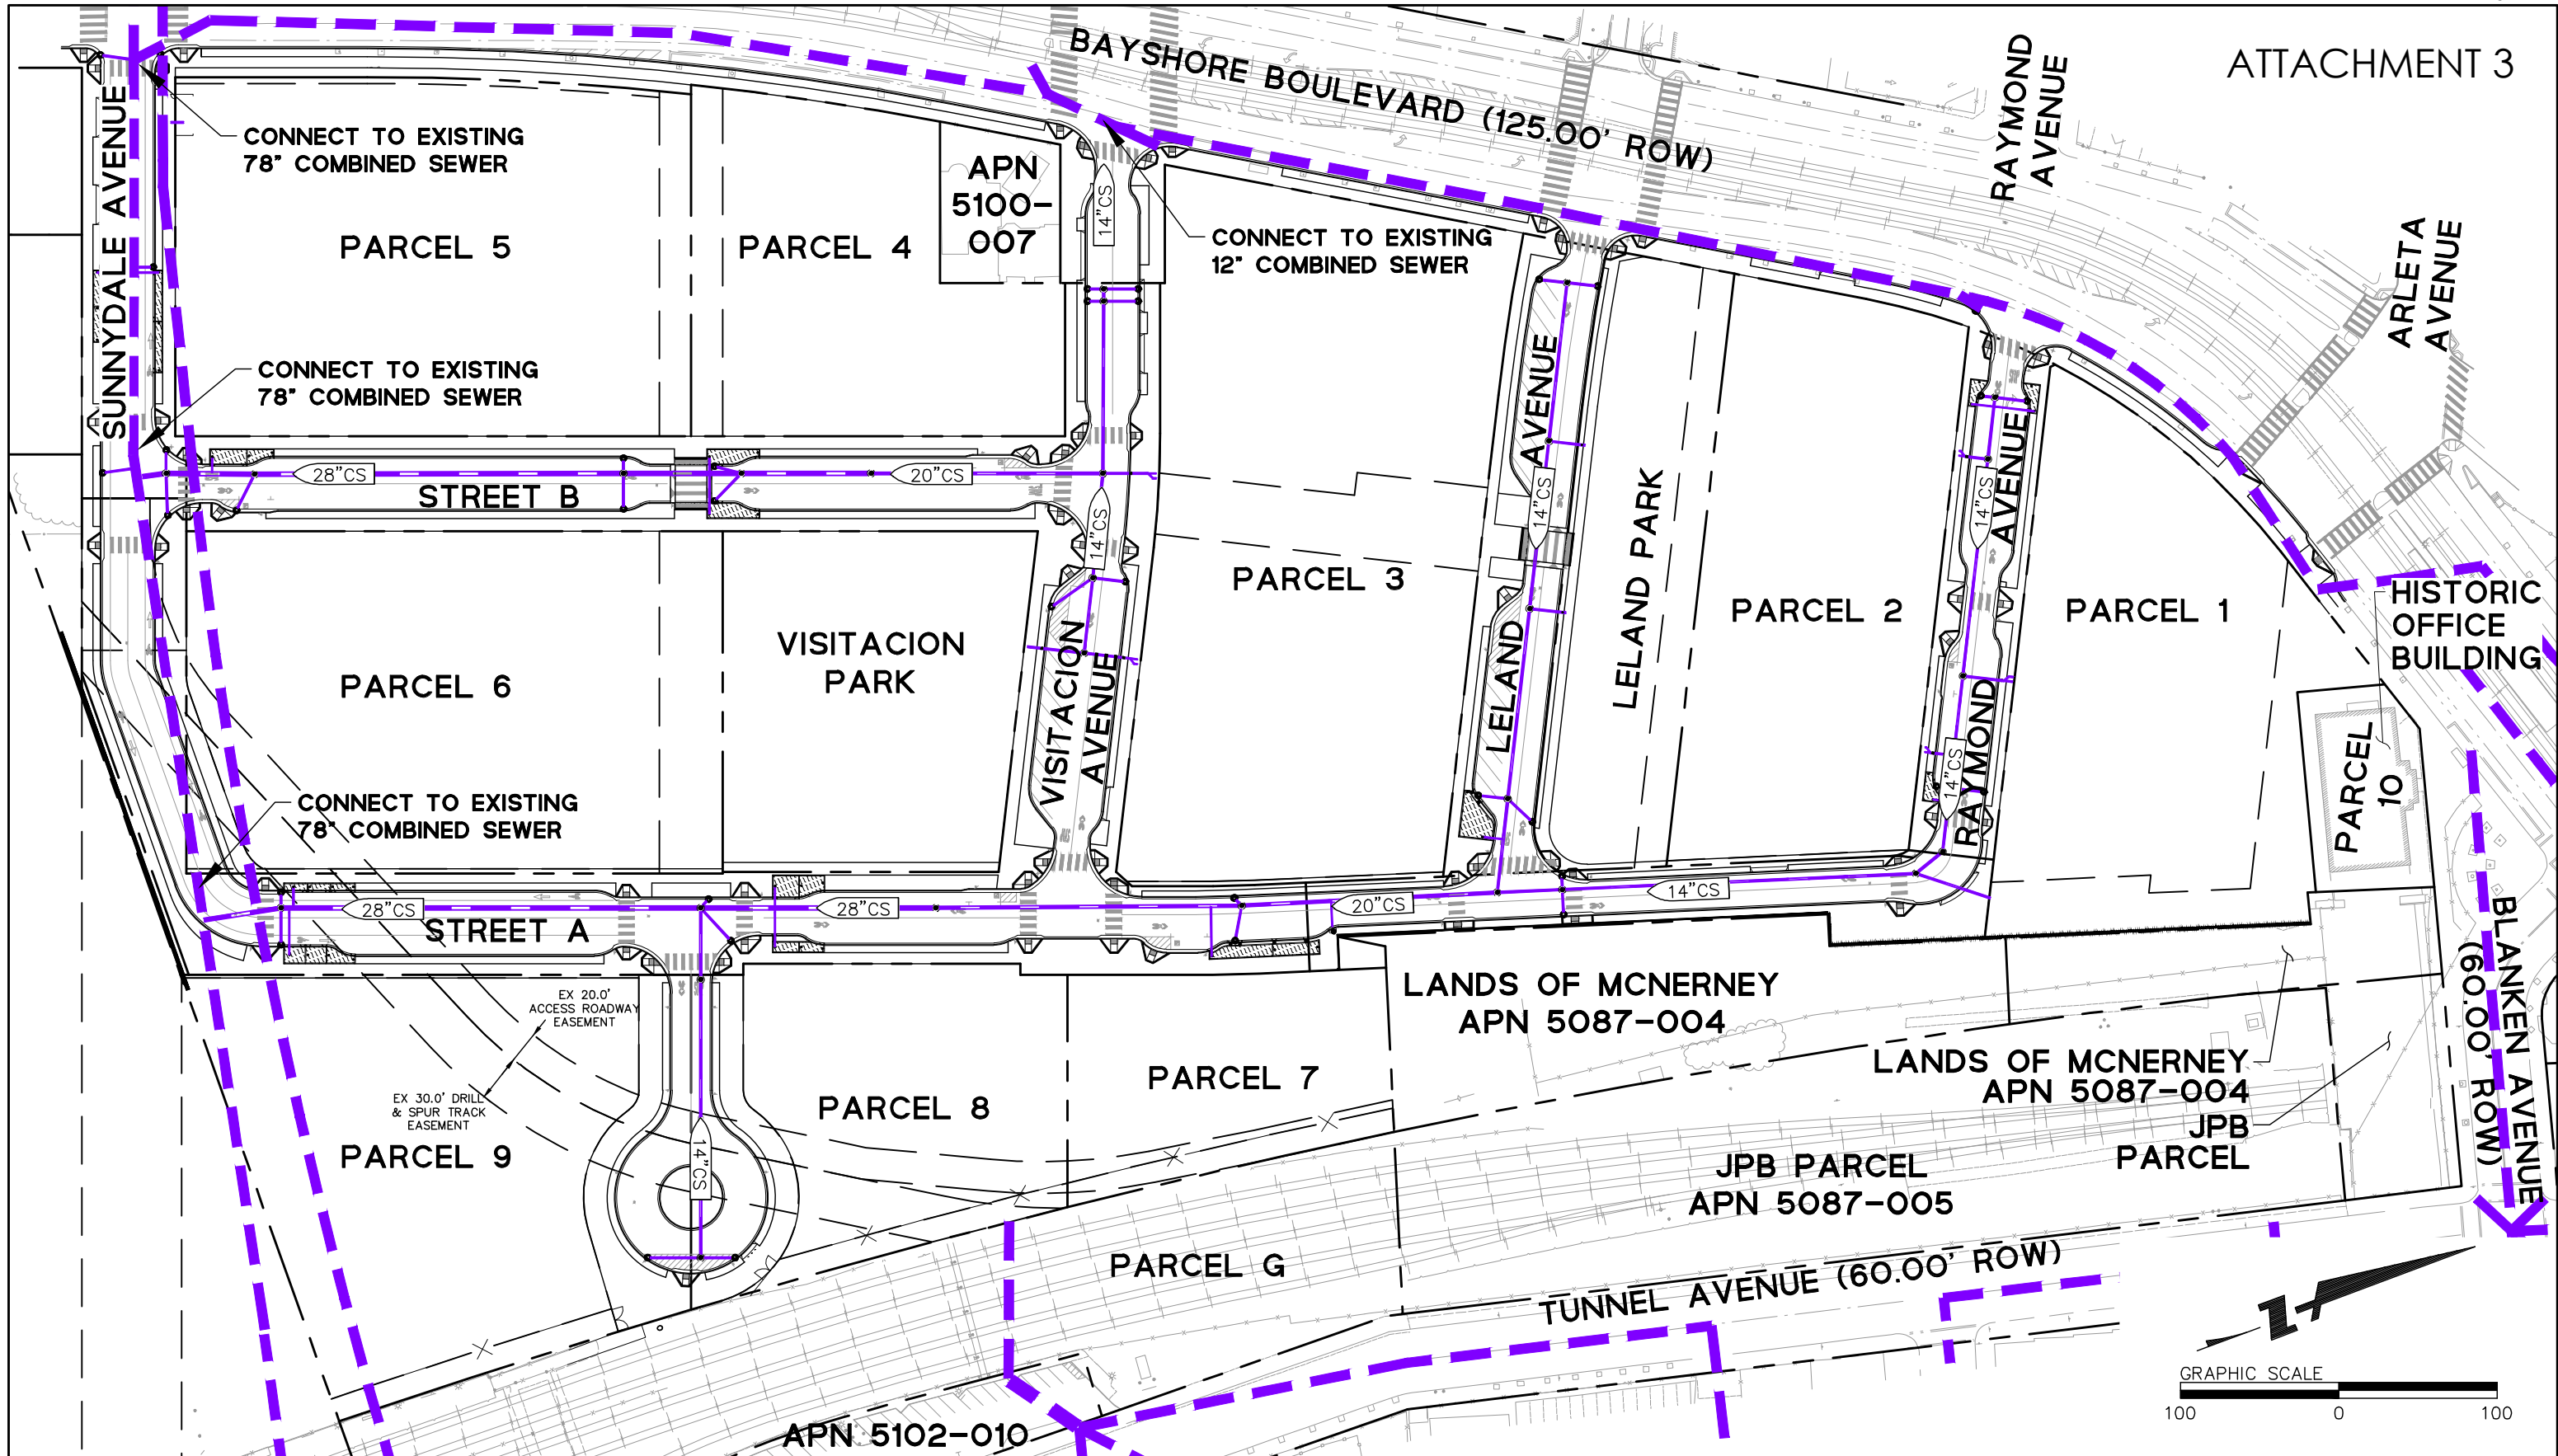 ATTACHMENT 3
BAYSHORE BOULEVARD (125.00' ROW)
RAYMOND
AVENUE
ARLETA
AVENUE
SUNNYDALE AVENUE
CONNECT TO EXISTING
78" COMBINED SEWER
PARCEL 5
PARCEL 4
APN
5100-
007
14"CS
CONNECT TO EXISTING
12" COMBINED SEWER
CONNECT TO EXISTING
78" COMBINED SEWER
28"CS
20"CS
STREET B
14"CS
PARCEL 3
LELAND
AVENUE
14"CS
LELAND PARK
PARCEL 2
RAYMOND
AVENUE
14"CS
14"CS
PARCEL 1
HISTORIC
OFFICE
BUILDING
PARCEL
10
PARCEL 6
VISITACION
PARK
VISITACION
AVENUE
CONNECT TO EXISTING
78" COMBINED SEWER
28"CS
28"CS
20"CS
14"CS
STREET A
EX 20.0'
ACCESS ROADWAY
EASEMENT
EX 30.0' DRILL
& SPUR TRACK
EASEMENT
PARCEL 9
14"CS
PARCEL 8
PARCEL 7
LANDS OF MCNERNEY
APN 5087-004
LANDS OF MCNERNEY
APN 5087-004
JPB
PARCEL
BLANKEN AVENUE
(60.00' ROW)
JPB PARCEL
APN 5087-005
PARCEL G
TUNNEL AVENUE (60.00' ROW)
APN 5102-010
GRAPHIC SCALE
100 0 100